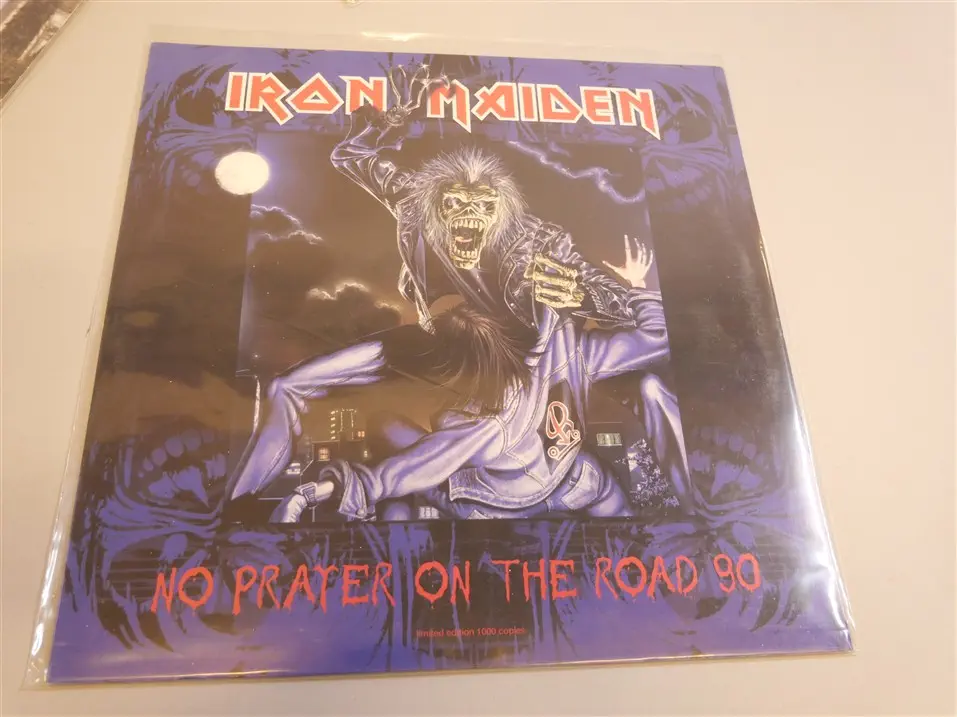 IRON MAIDEN
NO PRAYER ON THE ROAD 90
limited edition 1000 copies